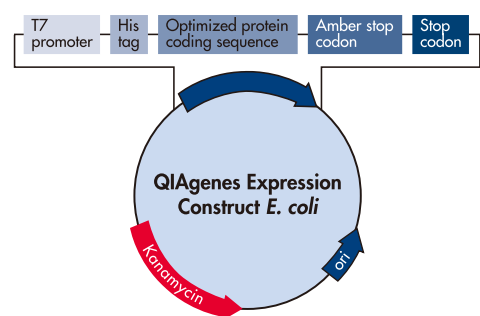 T7
promoter
His
tag
Optimized protein
coding sequence
Amber stop
codon
Stop
codon
QIAgenes Expression
Construct E. coli
Kanamycin
ori